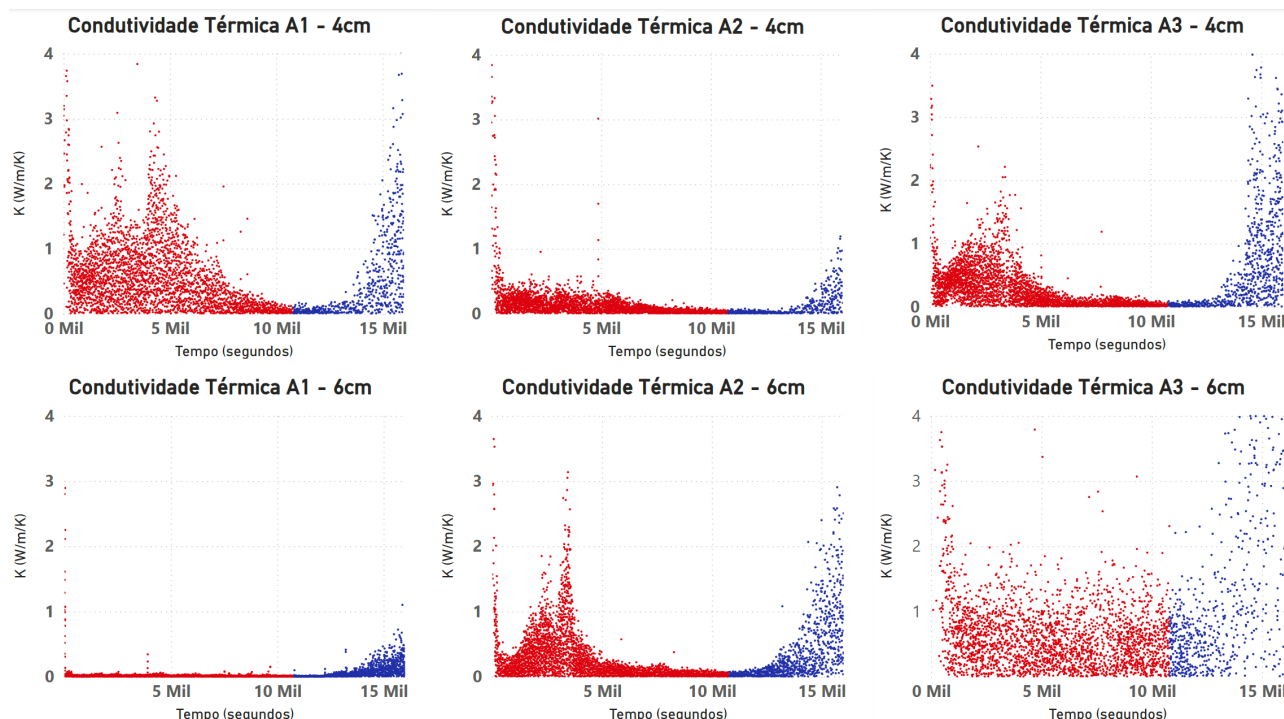 Condutividade Térmica A1 - 4cm
4
3
2
1
0
K (W/m/K)
0 Mil 5 Mil 10 Mil 15 Mil
Tempo (segundos)
Condutividade Térmica A2 - 4cm
4
3
2
1
0
K (W/m/K)
5 Mil 10 Mil 15 Mil
Tempo (segundos)
Condutividade Térmica A3 - 4cm
4
3
2
1
0
K (W/m/K)
0 Mil 5 Mil 10 Mil 15 Mil
Tempo (segundos)
Condutividade Térmica A1 - 6cm
4
3
2
1
0
K (W/m/K)
5 Mil 10 Mil 15 Mil
Tempo (segundos)
Condutividade Térmica A2 - 6cm
4
3
2
1
0
K (W/m/K)
5 Mil 10 Mil 15 Mil
Tempo (segundos)
Condutividade Térmica A3 - 6cm
4
3
2
1
K (W/m/K)
0 Mil 5 Mil 10 Mil 15 Mil
Tempo (segundos)